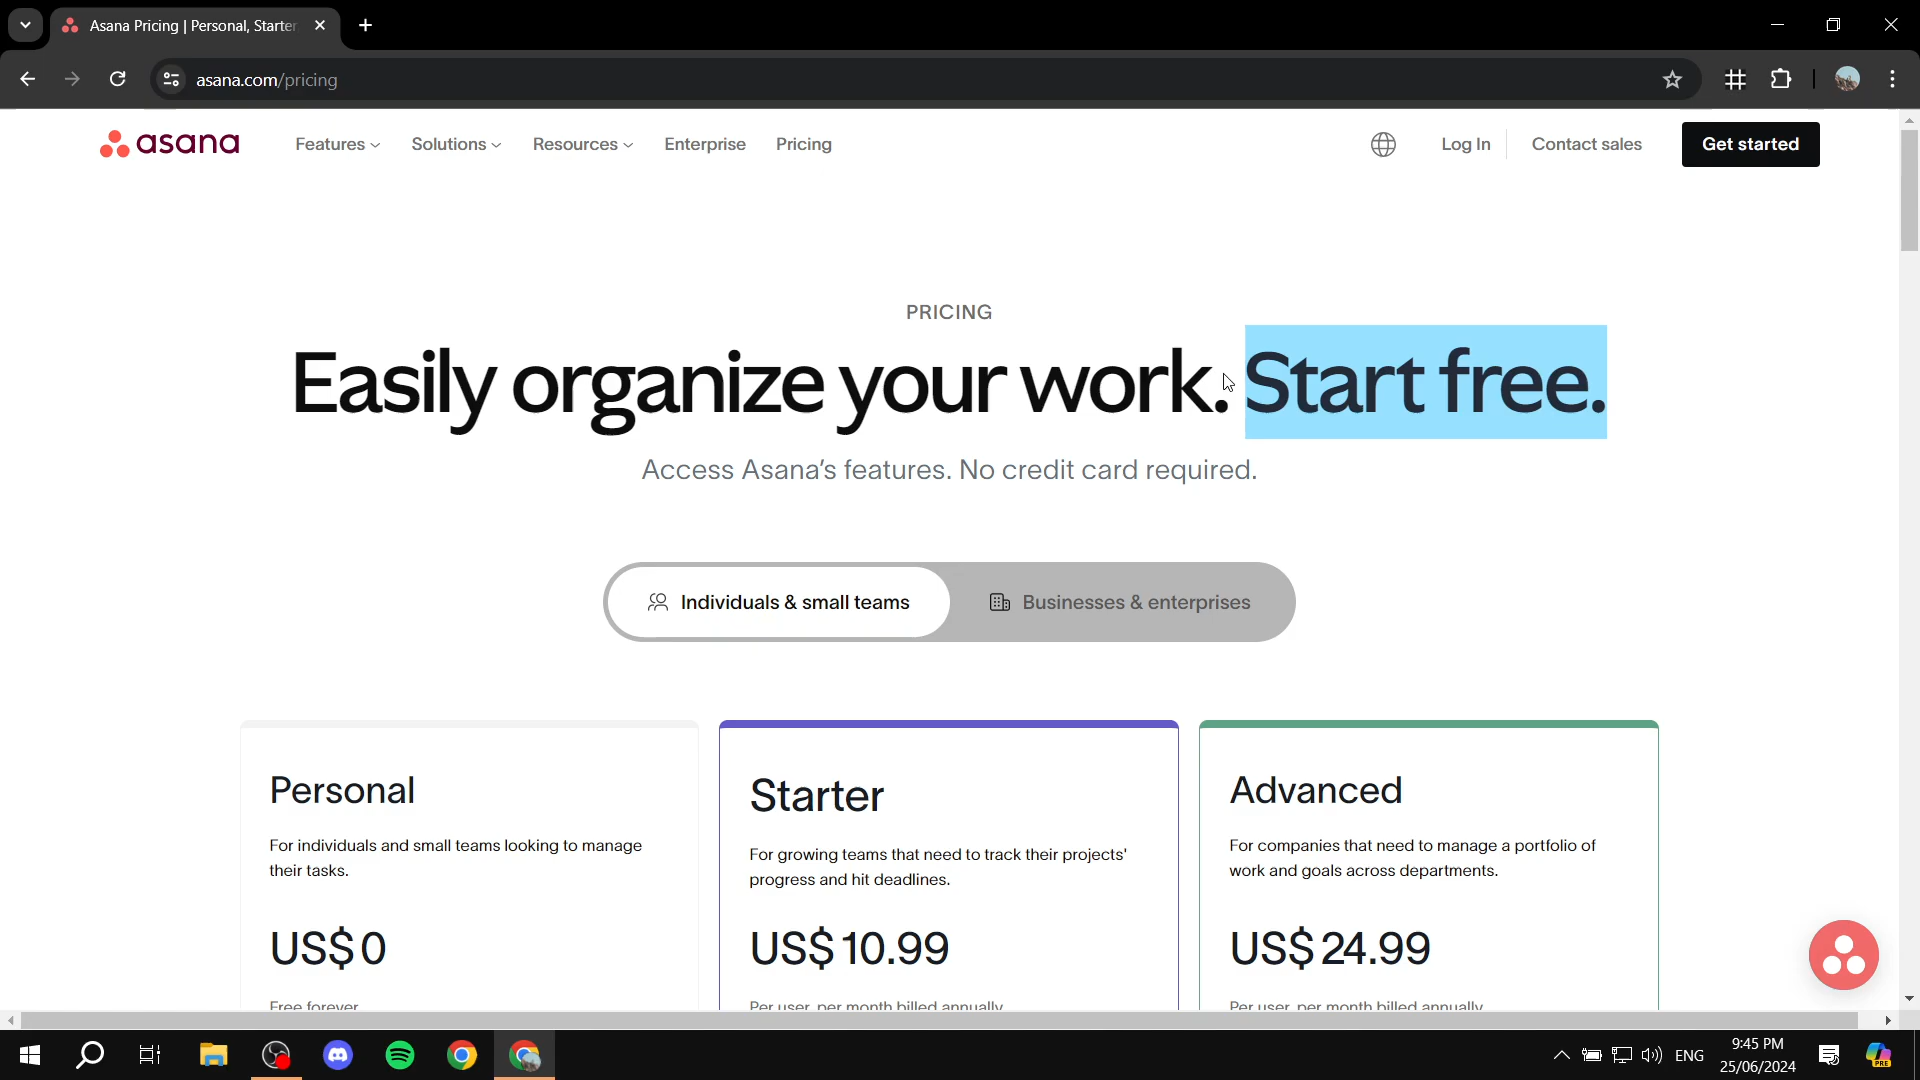 Asana Pricing | Personal, Starter
asana.com/pricing
asana
Features
Solutions
Resources
Enterprise
Pricing
Log In
Contact sales
Get started
PRICING
Easily organize your work. Start free.
Access Asana's features. No credit card required.
Individuals & small teams
Businesses & enterprises
Personal
For individuals and small teams looking to manage
their tasks.
US$0
Free forever
Starter
For growing teams that need to track their projects'
progress and hit deadlines.
US$10.99
Per user, per month billed annually
Advanced
For companies that need to manage a portfolio of
work and goals across departments.
US$24.99
Per user, per month billed annually
ENG
9:45 PM
25/06/2024
PRE